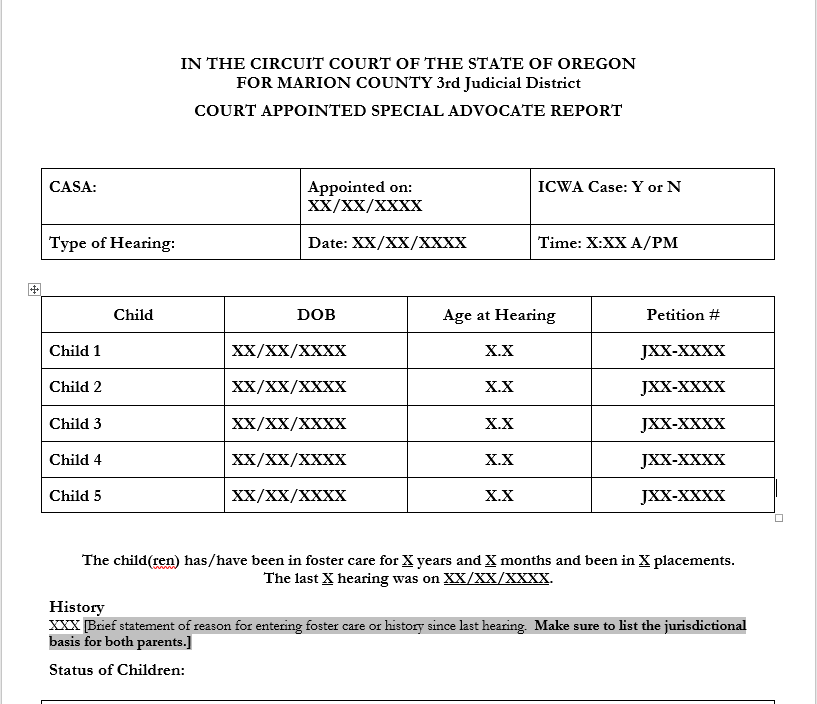 IN THE CIRCUIT COURT OF THE STATE OF OREGON
FOR MARION COUNTY 3rd Judicial District
COURT APPOINTED SPECIAL ADVOCATE REPORT
CASA: Appointed on: ICWA Case: Y or N
XX/XX/XXXX
Type of Hearing: Date: XX/XX/XXXX Time: X:XX A/PM
Child DOB Age at Hearing Petition #
Child 1 XX/XX/XXXX X.X JXX-XXXX
Child 2 XX/XX/XXXX X.X JXX-XXXX
Child 3 XX/XX/XXXX X.X JXX-XXXX
Child 4 XX/XX/XXXX X.X JXX-XXXX
Child 5 XX/XX/XXXX X.X JXX-XXXX
The child(ren) has/have been in foster care for X years and X months and been in X placements.
The last X hearing was on XX/XX/XXXX.
History
XXX [Brief statement of reason for entering foster care or history since last hearing. Make sure to list the jurisdictional
basis for both parents.]
Status of Children: